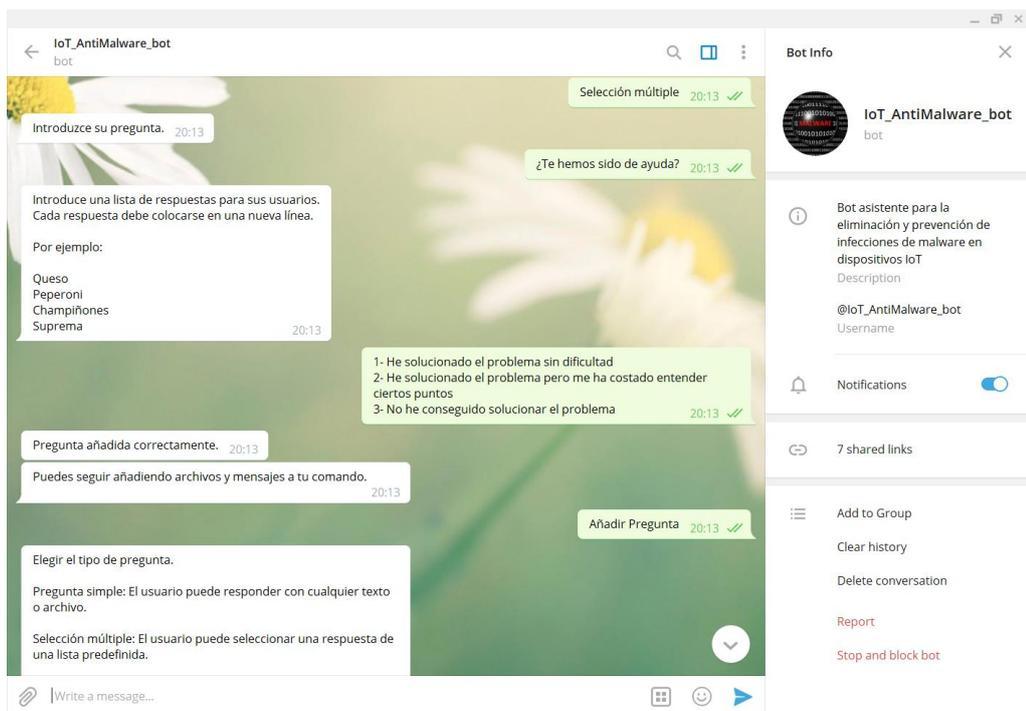 IoT_AntiMalware_bot
bot
Selección múltiple 20:13
Introduzce su pregunta. 20:13
¿Te hemos sido de ayuda? 20:13
Introduce una lista de respuestas para sus usuarios.
Cada respuesta debe colocarse en una nueva línea.
Por ejemplo:
Queso
Peperoni
Champiñones
Suprema
20:13
1- He solucionado el problema sin dificultad
2- He solucionado el problema pero me ha costado entender
ciertos puntos
3- No he conseguido solucionar el problema
20:13
Pregunta añadida correctamente. 20:13
Puedes seguir añadiendo archivos y mensajes a tu comando.
20:13
Añadir Pregunta 20:13
Elegir el tipo de pregunta.
Pregunta simple: El usuario puede responder con cualquier texto
o archivo.
Selección múltiple: El usuario puede seleccionar una respuesta de
una lista predefinida.
Write a message...
Bot Info
MALWARE
IoT_AntiMalware_bot
bot
Bot asistente para la
eliminación y prevención de
infecciones de malware en
dispositivos IoT
Description
@IoT_AntiMalware_bot
Username
Notifications
7 shared links
Add to Group
Clear history
Delete conversation
Report
Stop and block bot